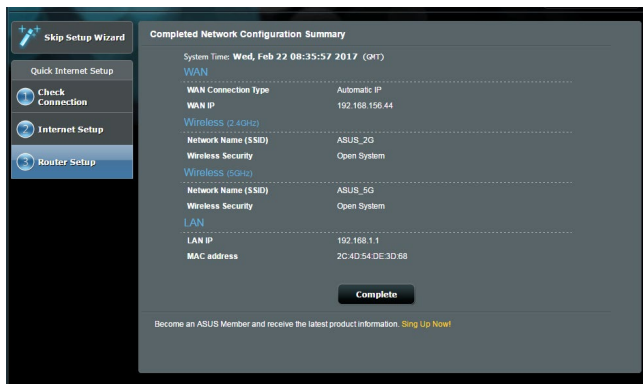 Skip Setup Wizard
Quick Internet Setup
1 Check Connection
2 Internet Setup
3 Router Setup
Completed Network Configuration Summary
System Time: Wed, Feb 22 08:35:57 2017 (GMT)
WAN
WAN Connection Type Automatic IP
WAN IP 192.168.156.44
Wireless (2.4GHz)
Network Name (SSID) ASUS_2G
Wireless Security Open System
Wireless (5GHz)
Network Name (SSID) ASUS_5G
Wireless Security Open System
LAN
LAN IP 192.168.1.1
MAC address 2C:4D:54:DE:3D:68
Complete
Become an ASUS Member and receive the latest product information. Sing Up Now!